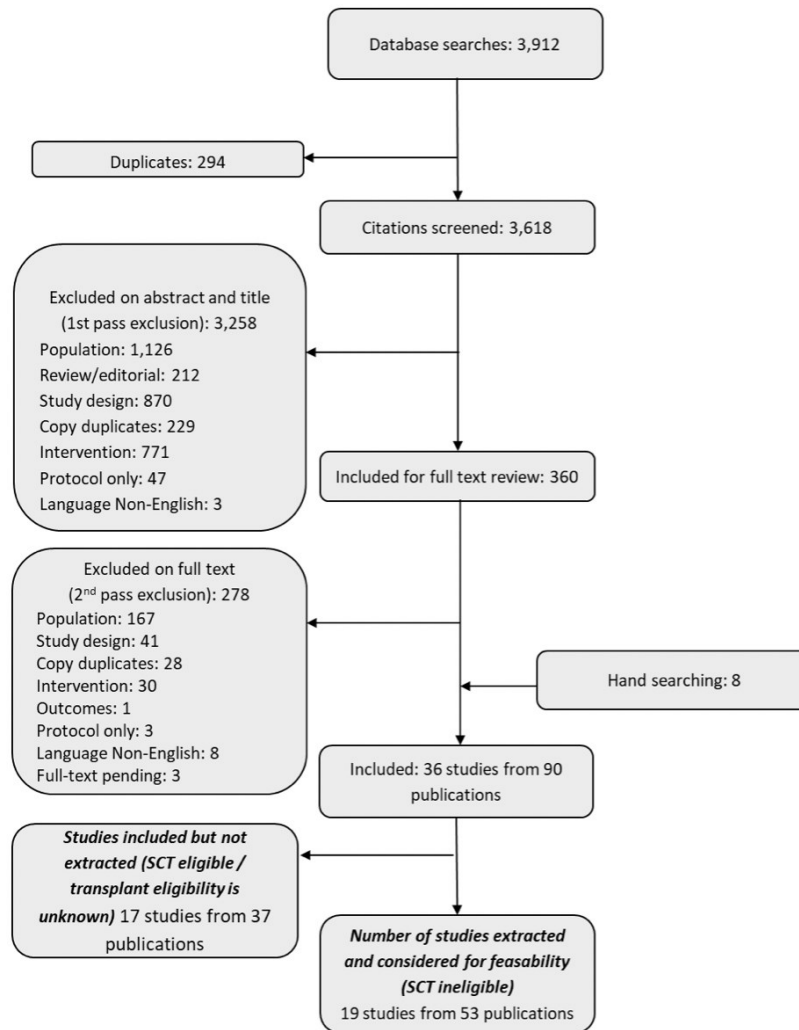 Database searches: 3,912
Duplicates: 294
Citations screened: 3,618
Excluded on abstract and title
(1st pass exclusion): 3,258
Population: 1,126
Review/editorial: 212
Study design: 870
Copy duplicates: 229
Intervention: 771
Protocol only: 47
Language Non-English: 3
Included for full text review: 360
Excluded on full text
(2nd pass exclusion): 278
Population: 167
Study design: 41
Copy duplicates: 28
Intervention: 30
Outcomes: 1
Protocol only: 3
Language Non-English: 8
Full-text pending: 3
Hand searching: 8
Included: 36 studies from 90
publications
Studies included but not
extracted (SCT eligible /
transplant eligibility is
unknown) 17 studies from 37
publications
Number of studies extracted
and considered for feasability
(SCT ineligible)
19 studies from 53 publications